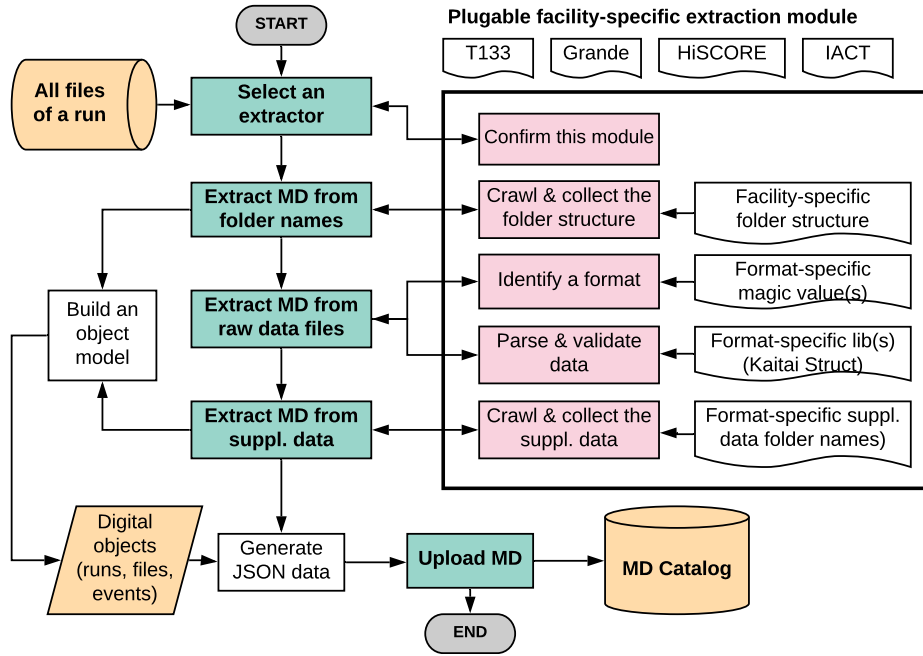 START
Plugable facility-specific extraction module
T133
Grande
HiSCORE
IACT
All files
of a run
Select an
extractor
Confirm this module
Extract MD from
folder names
Crawl & collect the
folder structure
Facility-specific
folder structure
Build an
object
model
Extract MD from
raw data files
Identify a format
Format-specific
magic value(s)
Parse & validate
data
Format-specific lib(s)
(Kaitai Struct)
Extract MD from
suppl. data
Crawl & collect the
suppl. data
Format-specific suppl.
data folder names)
Digital
objects
(runs, files,
events)
Generate
JSON data
Upload MD
MD Catalog
END